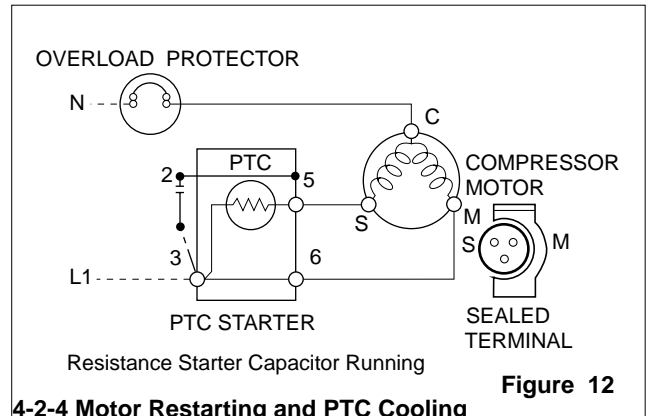 OVERLOAD PROTECTOR
N
C
PTC
2
5
COMPRESSOR
MOTOR
S
M
S
M
3
6
L1
PTC STARTER
SEALED
TERMINAL
Resistance Starter Capacitor Running
Figure 12
4-2-4 Motor Restarting and PTC Cooling